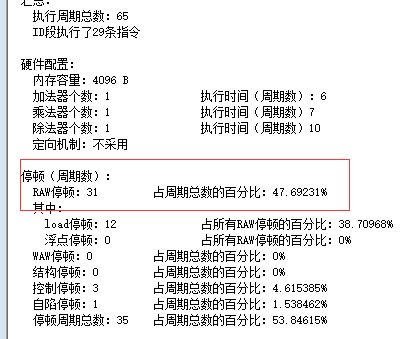 汇总:
执行周期总数: 65
ID段执行了29条指令
硬件配置:
内存容量: 4096 B
加法器个数: 1 执行时间（周期数）: 6
乘法器个数: 1 执行时间（周期数）7
除法器个数: 1 执行时间（周期数）10
定向机制: 不采用
停顿（周期数）:
RAW停顿: 31 占周期总数的百分比: 47.69231%
其中:
load停顿: 12 占所有RAW停顿的百分比: 38.70968%
浮点停顿: 0 占所有RAW停顿的百分比: 0%
WAW停顿: 0 占周期总数的百分比: 0%
结构停顿: 0 占周期总数的百分比: 0%
控制停顿: 3 占周期总数的百分比: 4.615385%
自陷停顿: 1 占周期总数的百分比: 1.538462%
停顿周期总数: 35 占周期总数的百分比: 53.84615%